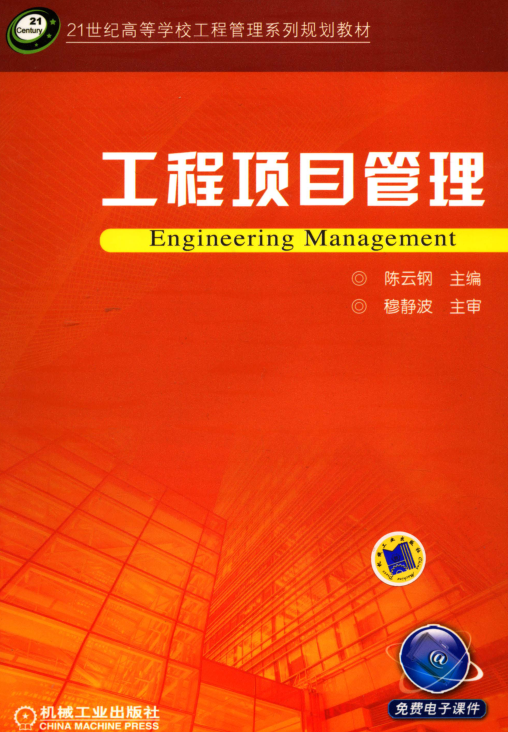 21
Century
21世纪高等学校工程管理系列规划教材
工程项目管理
Engineering Management
◎ 陈云钢 主编
◎ 穆静波 主审
@
免费电子课件
机械工业出版社
CHINA MACHINE PRESS